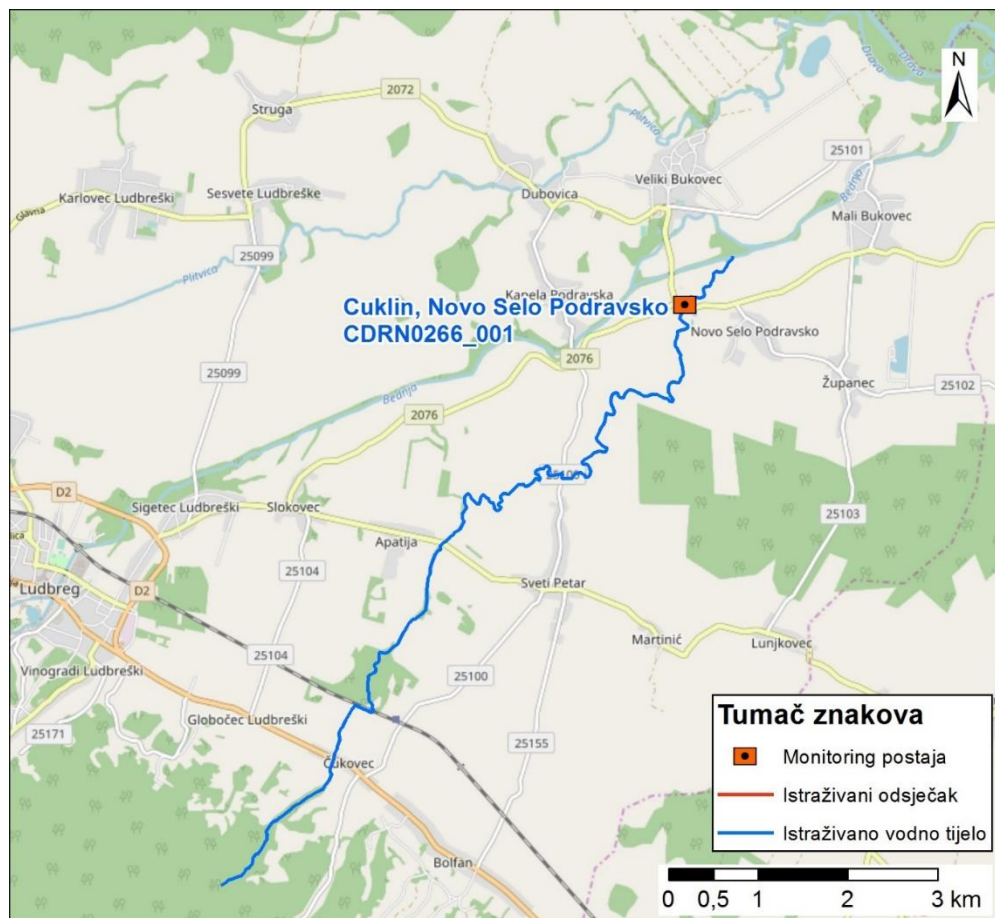 N
Drava
Drava
2072
Struga
Plitvica
25101
Veliki Bukovec
Karlovec Ludbreški
Sesvete Ludbreške
Dubovica
Bednja
Glavna
Mali Bukovec
25099
Plitvica
Kapela Podravska
Cuklin, Novo Selo Podravsko
CDRN0266_001
Novo Selo Podravsko
2076
25099
Županec
25102
Bednja
2076
25100
D2
Sigetec Ludbreški
Slokovec
25103
Apatija
25104
Ludbreg
D2
Sveti Petar
Martinić
Lunjkovec
25104
Vinogradi Ludbreški
25100
Globočec Ludbreški
25171
25155
Čukovec
Bolfan
Tumač znakova
Monitoring postaja
Istraživani odsječak
Istraživano vodno tijelo
0 0,5 1 2 3 km